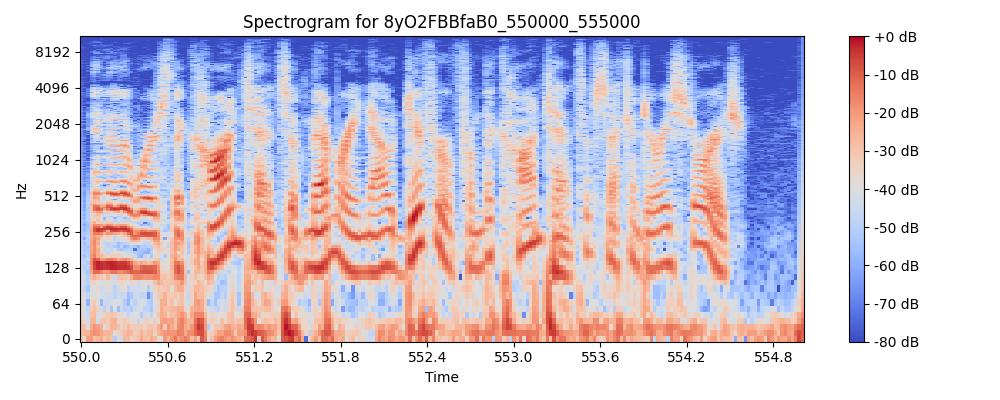 Spectrogram for 8yO2FBBfaB0_550000_555000
Hz
8192
4096
2048
1024
512
256
128
64
0
550.0 550.6 551.2 551.8 552.4 553.0 553.6 554.2 554.8
Time
+0 dB
-10 dB
-20 dB
-30 dB
-40 dB
-50 dB
-60 dB
-70 dB
-80 dB